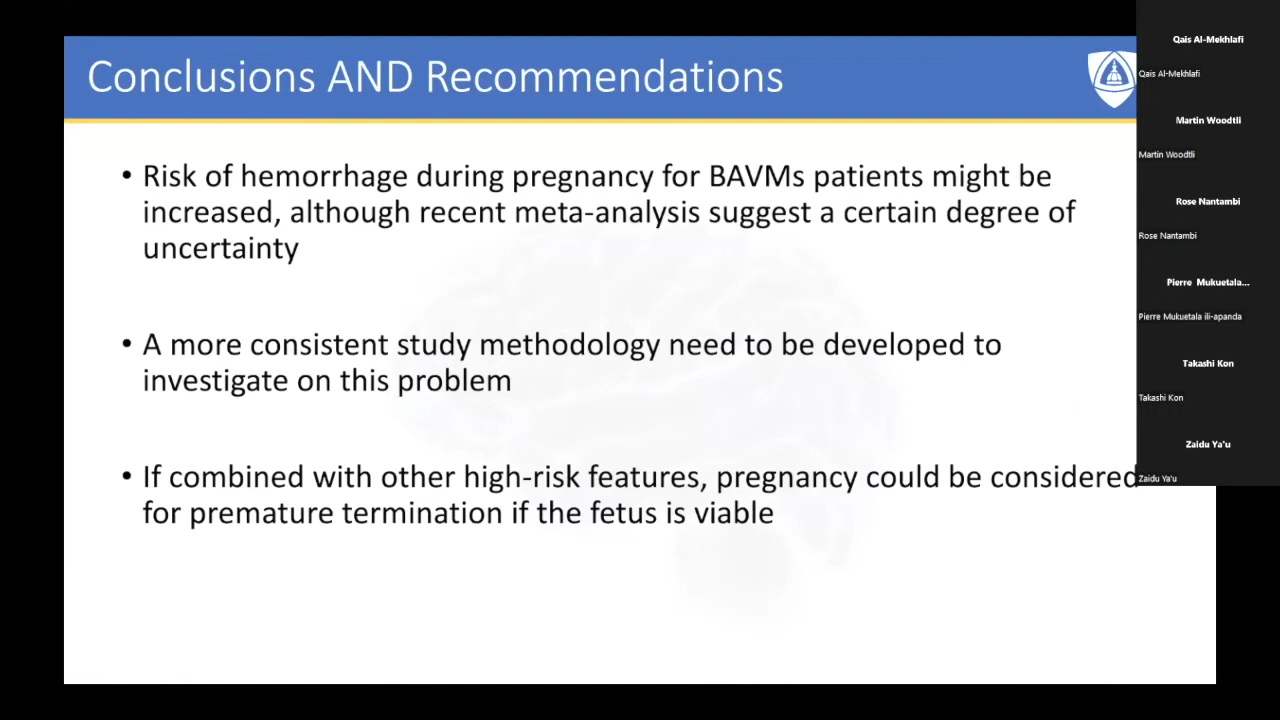 Conclusions AND Recommendations
• Risk of hemorrhage during pregnancy for BAVMs patients might be
increased, although recent meta-analysis suggest a certain degree of
uncertainty
• A more consistent study methodology need to be developed to
investigate on this problem
• If combined with other high-risk features, pregnancy could be considered
for premature termination if the fetus is viable
Qais Al-Mekhlafi
Qais Al-Mekhlafi
Martin Woodtli
Martin Woodtli
Rose Nantambi
Rose Nantambi
Pierre Mukuetala...
Pierre Mukuetala ili-apanda
Takashi Kon
Takashi Kon
Zaidu Ya'u
Zaidu Ya'u